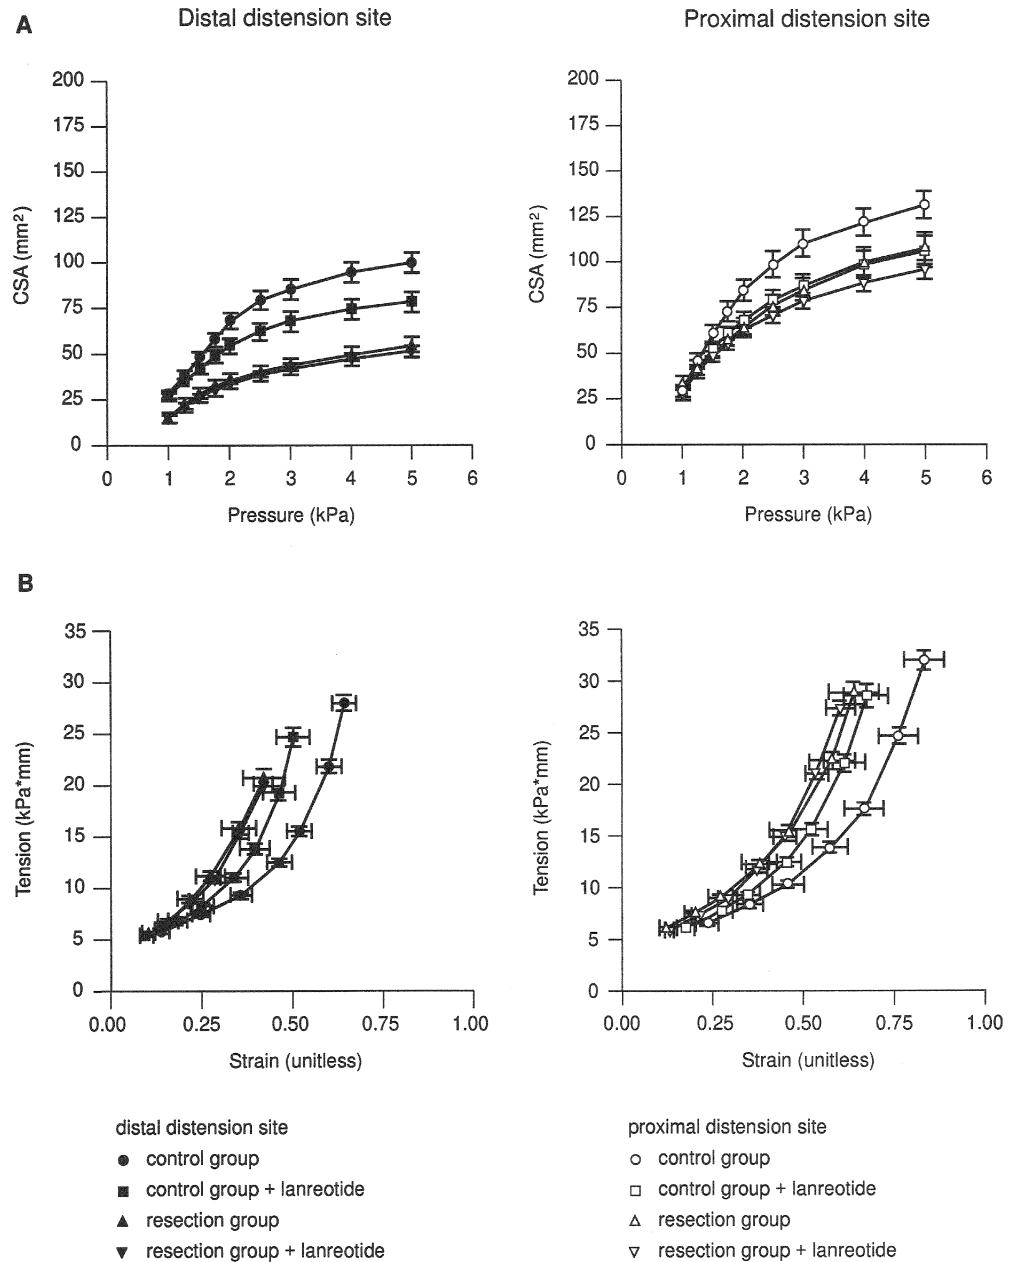 A
Distal distension site
Proximal distension site
CSA (mm²)
200
175
150
125
100
75
50
25
0
0 1 2 3 4 5 6
Pressure (kPa)
CSA (mm²)
200
175
150
125
100
75
50
25
0
0 1 2 3 4 5 6
Pressure (kPa)
B
Tension (kPa*mm)
35
30
25
20
15
10
5
0
0.00 0.25 0.50 0.75 1.00
Strain (unitless)
Tension (kPa*mm)
35
30
25
20
15
10
5
0
0.00 0.25 0.50 0.75 1.00
Strain (unitless)
distal distension site
control group
control group + lanreotide
resection group
resection group + lanreotide
proximal distension site
control group
control group + lanreotide
resection group
resection group + lanreotide